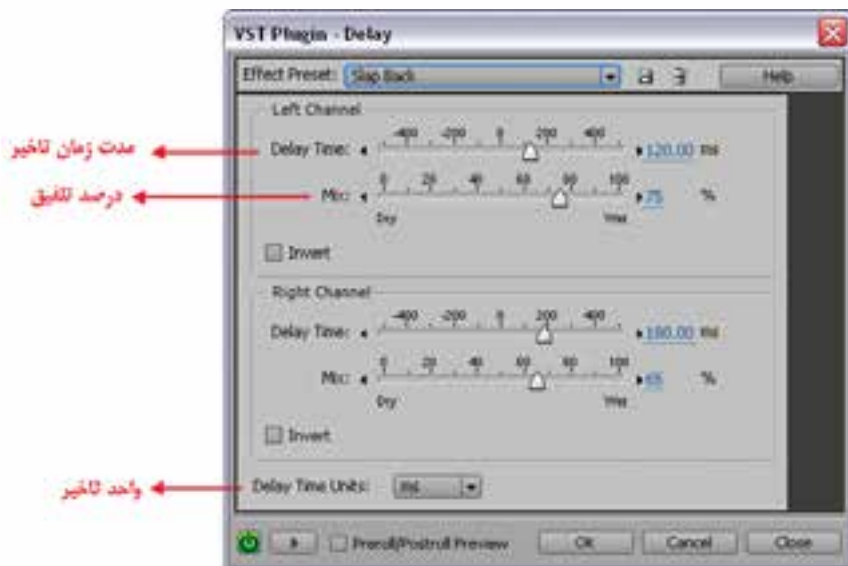 VST Plugin - Delay
Effect Preset: Slap Back
Help
Left Channel
-400 -200 0 200 400
مدت زمان تاخیر
Delay Time: 120.00 ms
0 20 40 60 80 100
درصد تلفیق
Mix: 75 %
Dry Wet
Invert
Right Channel
-400 -200 0 200 400
Delay Time: 180.00 ms
0 20 40 60 80 100
Mix: 65 %
Dry Wet
Invert
واحد تاخیر
Delay Time Units: ms
Preroll/Postroll Preview
OK
Cancel
Close